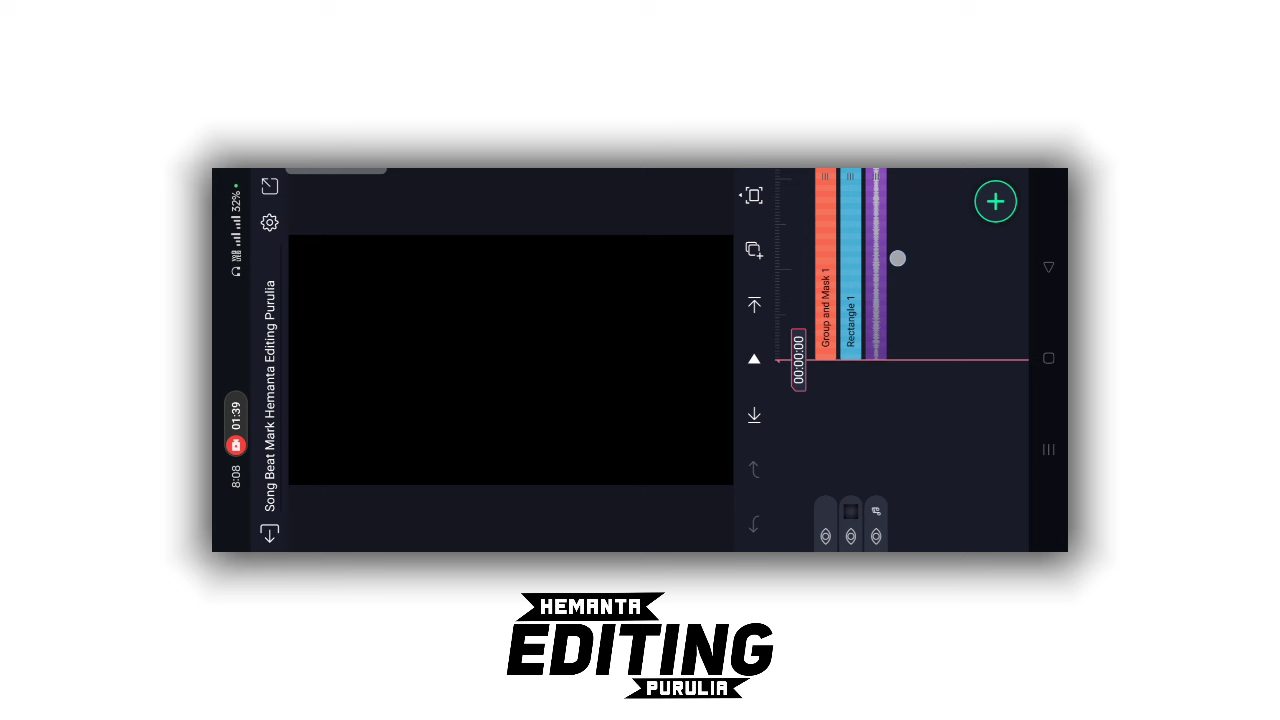 8:08
01:39
32%
Song Beat Mark Hemanta Editing Purulia
00:00:00
Group and Mask 1
Rectangle 1
HEMANTA
EDITING
PURULIA